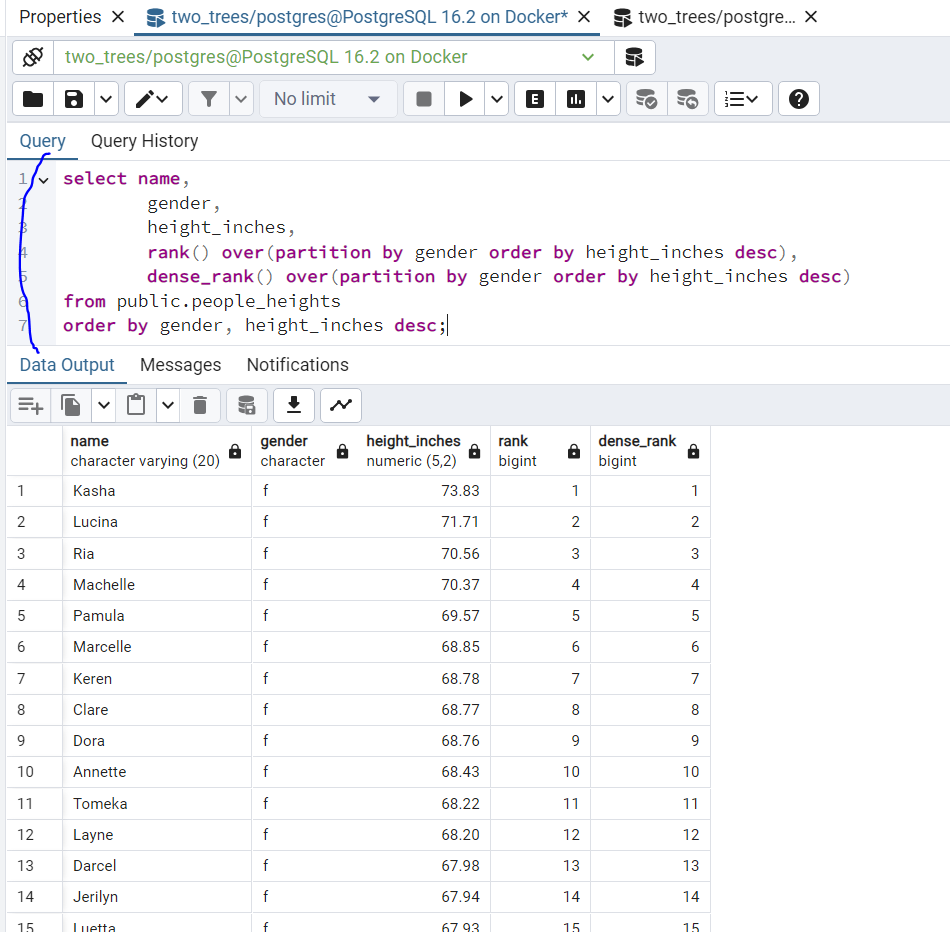 Properties two_trees/postgres@PostgreSQL 16.2 on Docker* two_trees/postgre...
two_trees/postgres@PostgreSQL 16.2 on Docker
No limit E
Query Query History
1 select name,
2 gender,
3 height_inches,
4 rank() over(partition by gender order by height_inches desc),
5 dense_rank() over(partition by gender order by height_inches desc)
6 from public.people_heights
7 order by gender, height_inches desc;
Data Output Messages Notifications
name gender height_inches rank dense_rank
character varying (20) character numeric (5,2) bigint bigint
1 Kasha f 73.83 1 1
2 Lucina f 71.71 2 2
3 Ria f 70.56 3 3
4 Machelle f 70.37 4 4
5 Pamula f 69.57 5 5
6 Marcelle f 68.85 6 6
7 Keren f 68.78 7 7
8 Clare f 68.77 8 8
9 Dora f 68.76 9 9
10 Annette f 68.43 10 10
11 Tomeka f 68.22 11 11
12 Layne f 68.20 12 12
13 Darcel f 67.98 13 13
14 Jerilyn f 67.94 14 14
15 Luetta f 67.93 15 15